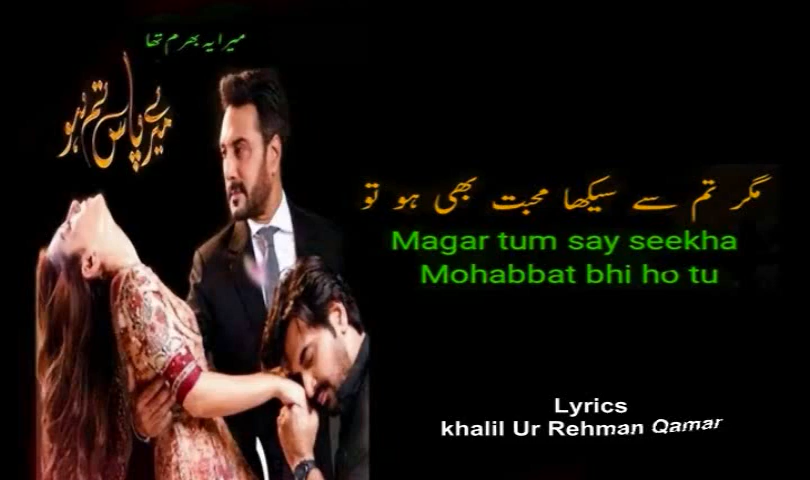 میرا یہ بھرم تھا
میرے پاس تم ہو
مگر تم سے سیکھا محبت بھی ہو تو
Magar tum say seekha
Mohabbat bhi ho tu
Lyrics
khalil Ur Rehman Qamar